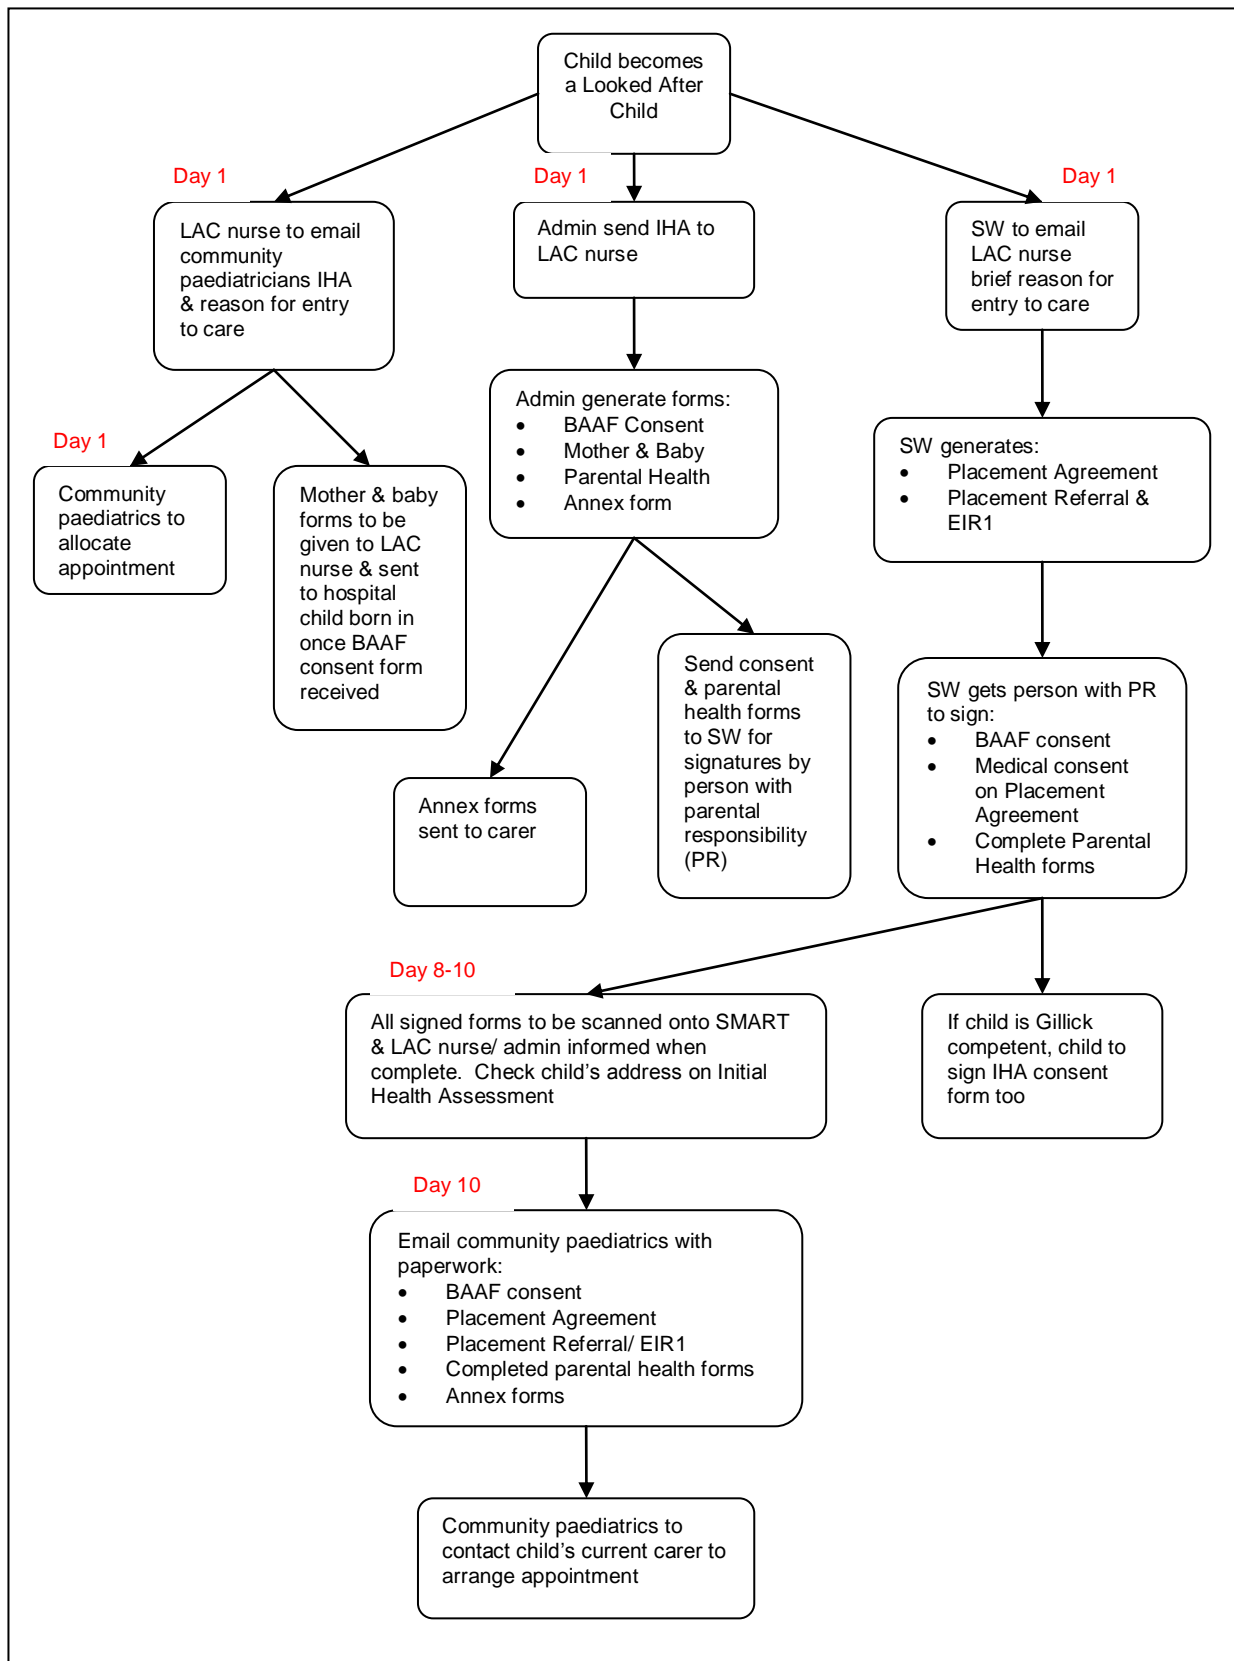 Child becomes
a Looked After
Child
Day 1
Day 1
Day 1
LAC nurse to email
community
paediatricians IHA
& reason for entry
to care
Admin send IHA to
LAC nurse
SW to email
LAC nurse
brief reason for
entry to care
Admin generate forms:
• BAAF Consent
• Mother & Baby
• Parental Health
• Annex form
SW generates:
• Placement Agreement
• Placement Referral &
EIR1
Day 1
Community
paediatrics to
allocate
appointment
Mother & baby
forms to be
given to LAC
nurse & sent
to hospital
child born in
once BAAF
consent form
received
Send consent
& parental
health forms
to SW for
signatures by
person with
parental
responsibility
(PR)
SW gets person with PR
to sign:
• BAAF consent
• Medical consent
on Placement
Agreement
• Complete Parental
Health forms
Annex forms
sent to carer
Day 8-10
All signed forms to be scanned onto SMART
& LAC nurse/ admin informed when
complete.  Check child's address on Initial
Health Assessment
If child is Gillick
competent, child to
sign IHA consent
form too
Day 10
Email community paediatrics with
paperwork:
• BAAF consent
• Placement Agreement
• Placement Referral/ EIR1
• Completed parental health forms
• Annex forms
Community paediatrics to
contact child's current carer to
arrange appointment